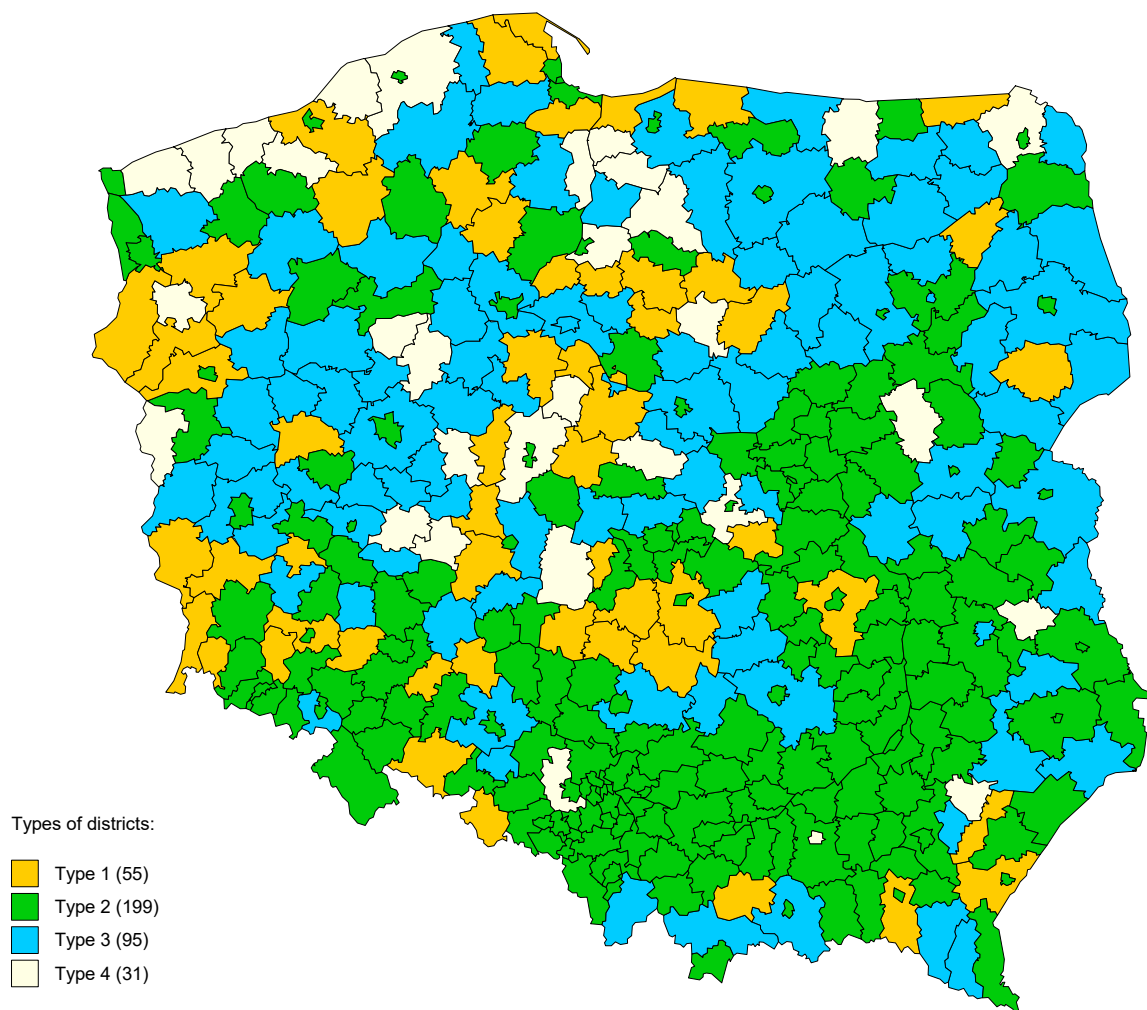 Types of districts:
Type 1 (55)
Type 2 (199)
Type 3 (95)
Type 4 (31)